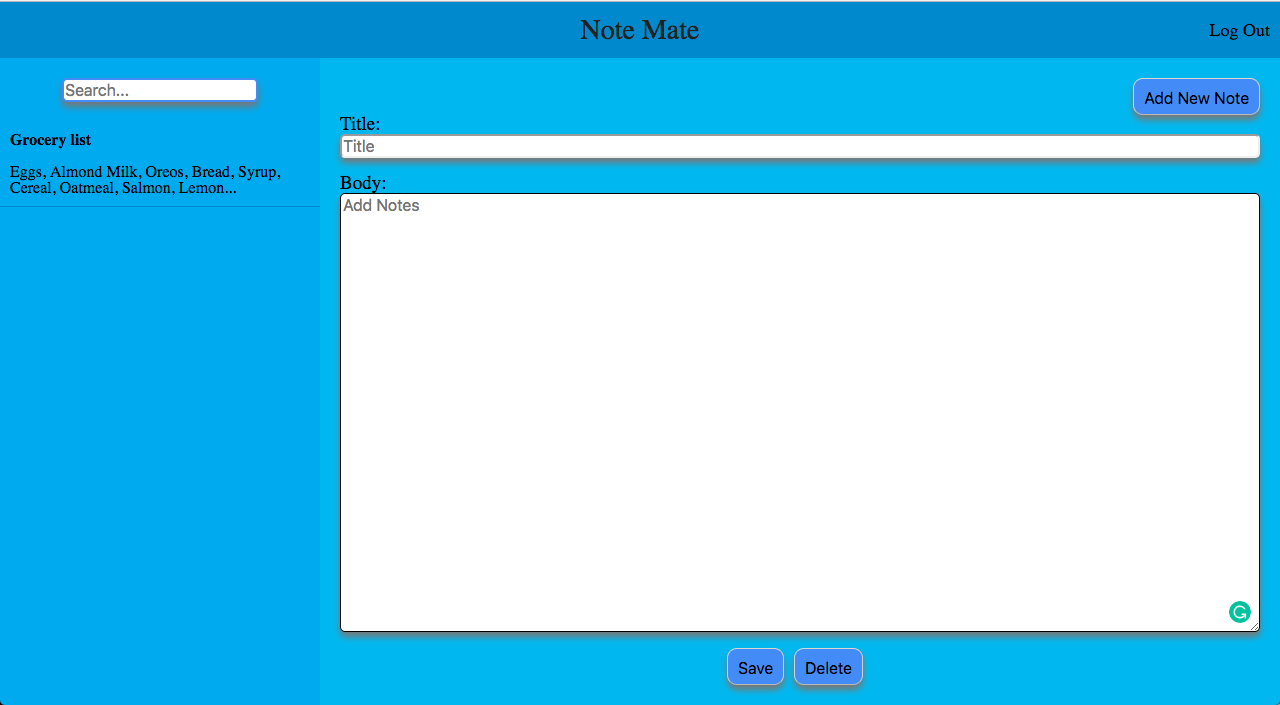 Note Mate
Log Out
Search...
Grocery list
Eggs, Almond Milk, Oreos, Bread, Syrup,
Cereal, Oatmeal, Salmon, Lemon...
Add New Note
Title:
Title
Body:
Add Notes
Save
Delete